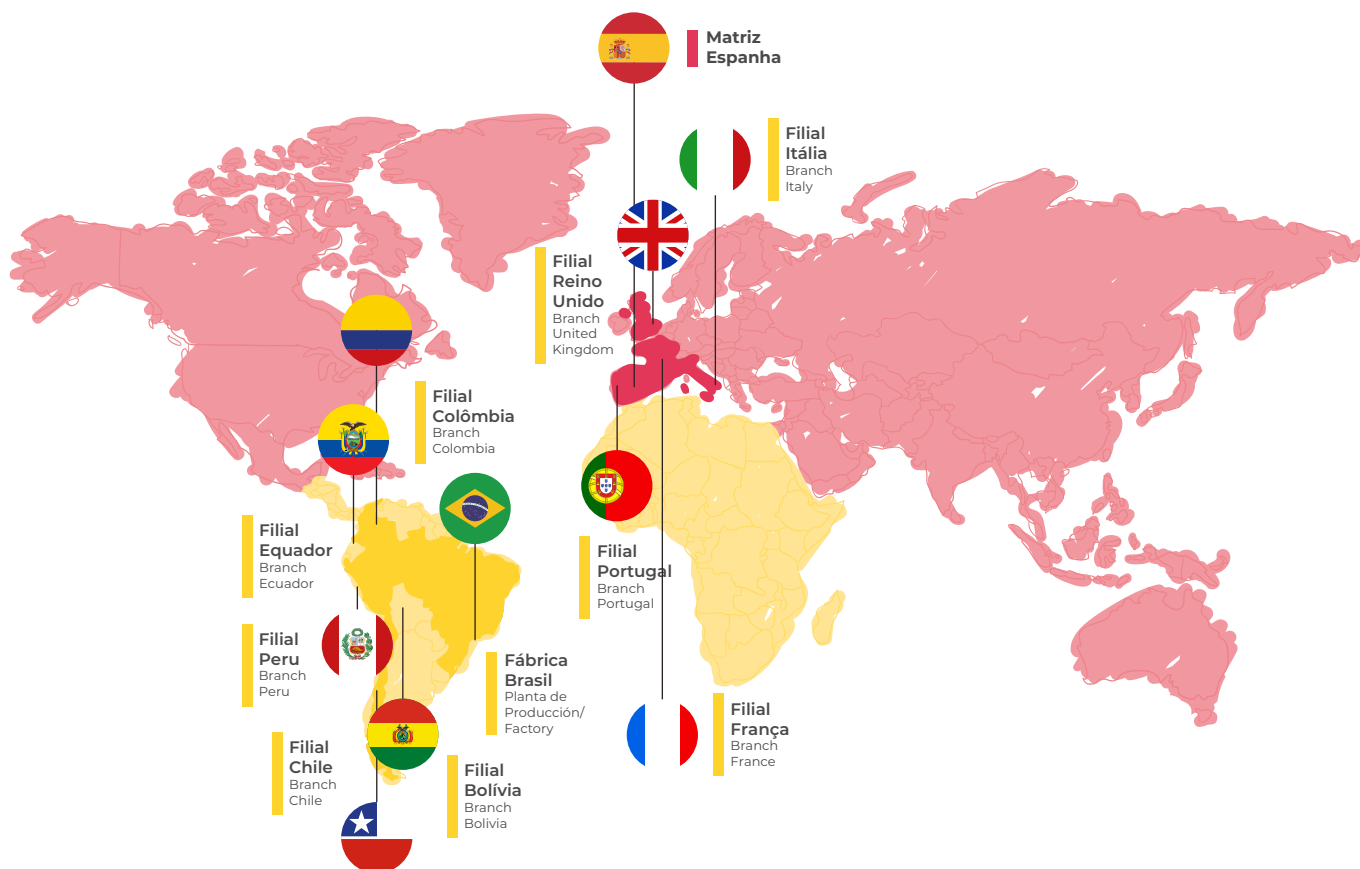 Matriz
Espanha
Filial
Itália
Branch
Italy
Filial
Reino
Unido
Branch
United
Kingdom
Filial
Colômbia
Branch
Colombia
Filial
Equador
Branch
Ecuador
Filial
Portugal
Branch
Portugal
Filial
Peru
Branch
Peru
Fábrica
Brasil
Planta de
Producción/
Factory
Filial
França
Branch
France
Filial
Chile
Branch
Chile
Filial
Bolívia
Branch
Bolivia